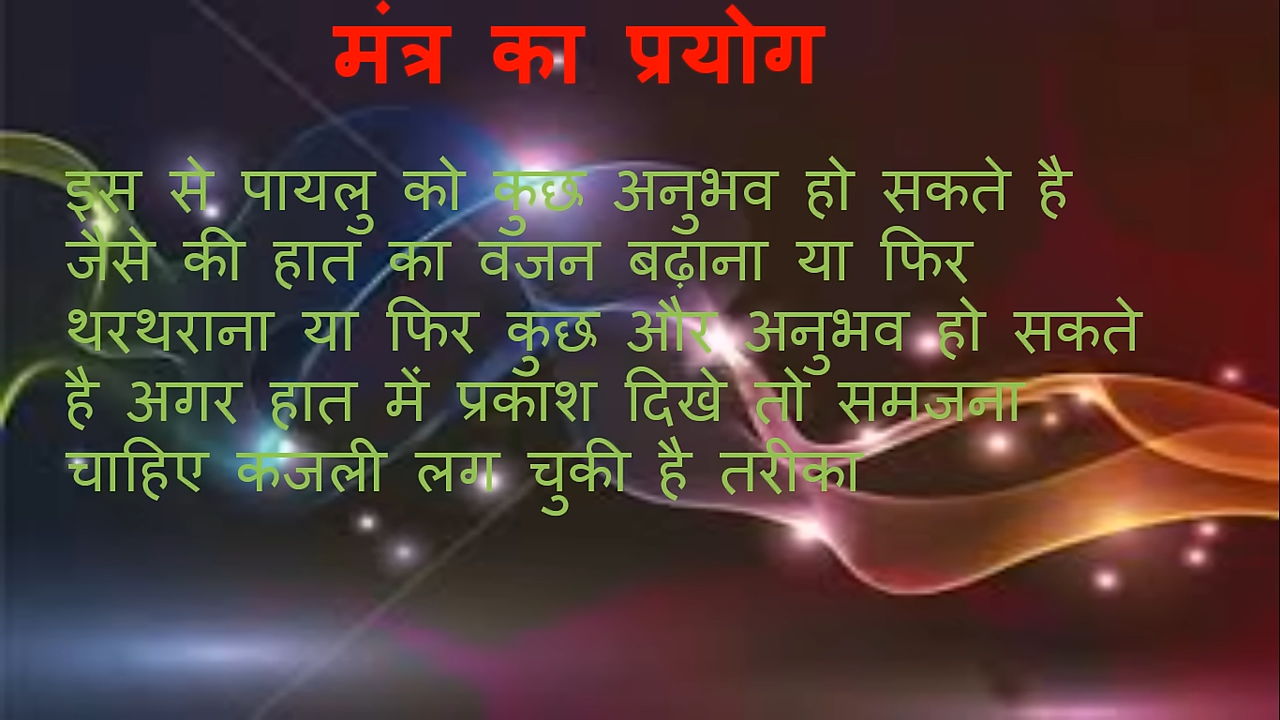 मंत्र का प्रयोग
इस से पायलु को कुछ अनुभव हो सकते है
जैसे की हात का वजन बढ़ाना या फिर
थरथराना या फिर कुछ और अनुभव हो सकते
है अगर हात में प्रकाश दिखे तो समजना
चाहिए कजली लग चुकी है तरीका